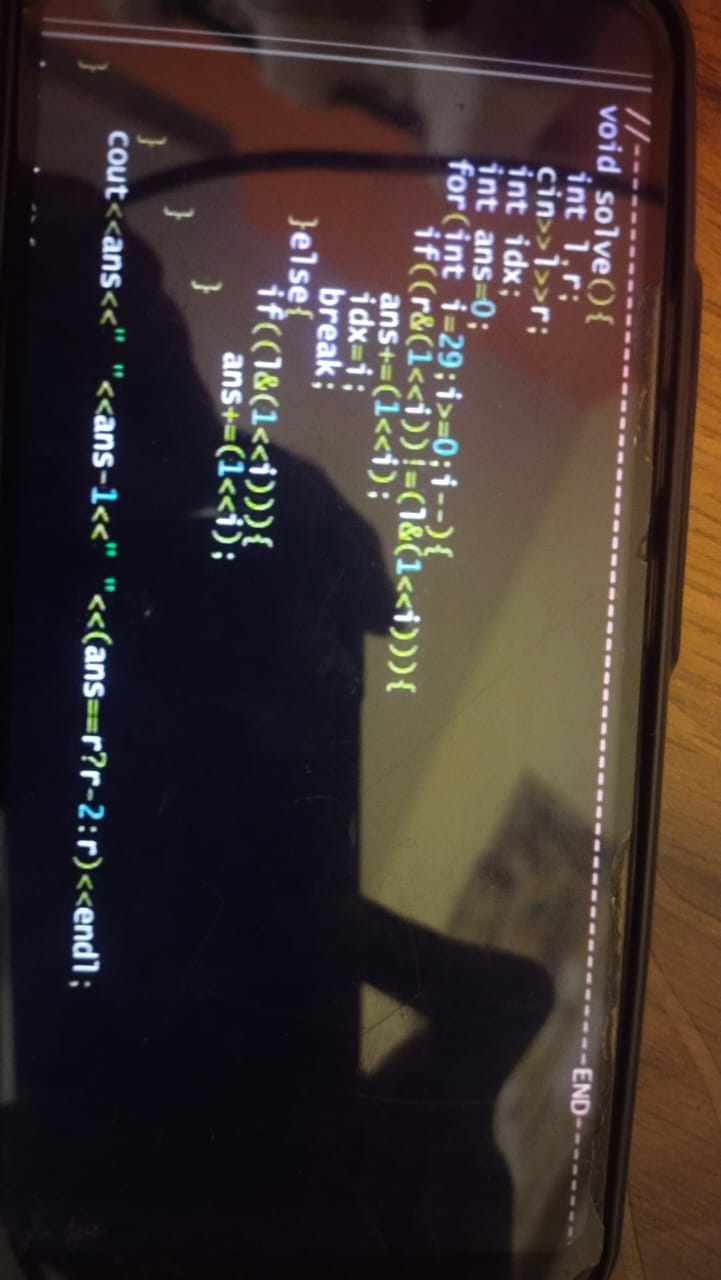 //------------------------------------------------END-------
void solve(){
int l,r;
cin>>l>>r;
int idx;
int ans=0;
for(int i=29;i>=0;i--){
if((r&(1<<i))!=(l&(1<<i))){
ans+=(1<<i);
idx=i;
break;
}else{
if((l&(1<<i))){
ans+=(1<<i);
}
}
}
cout<<ans<<" "<<ans-1<<" "<<(ans==r?r-2:r)<<endl;
}